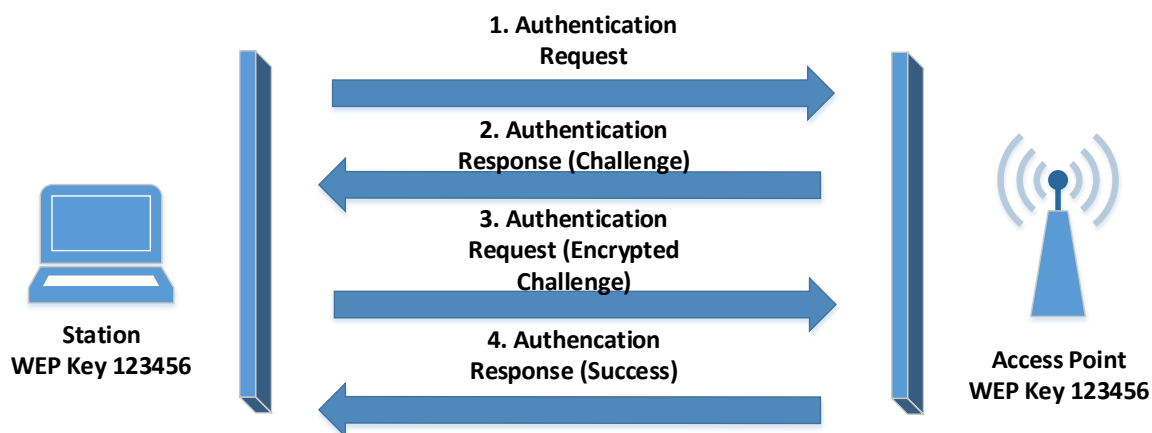 1. Authentication
Request
2. Authentication
Response (Challenge)
3. Authentication
Request (Encrypted
Challenge)
4. Authencation
Response (Success)
Station
WEP Key 123456
Access Point
WEP Key 123456